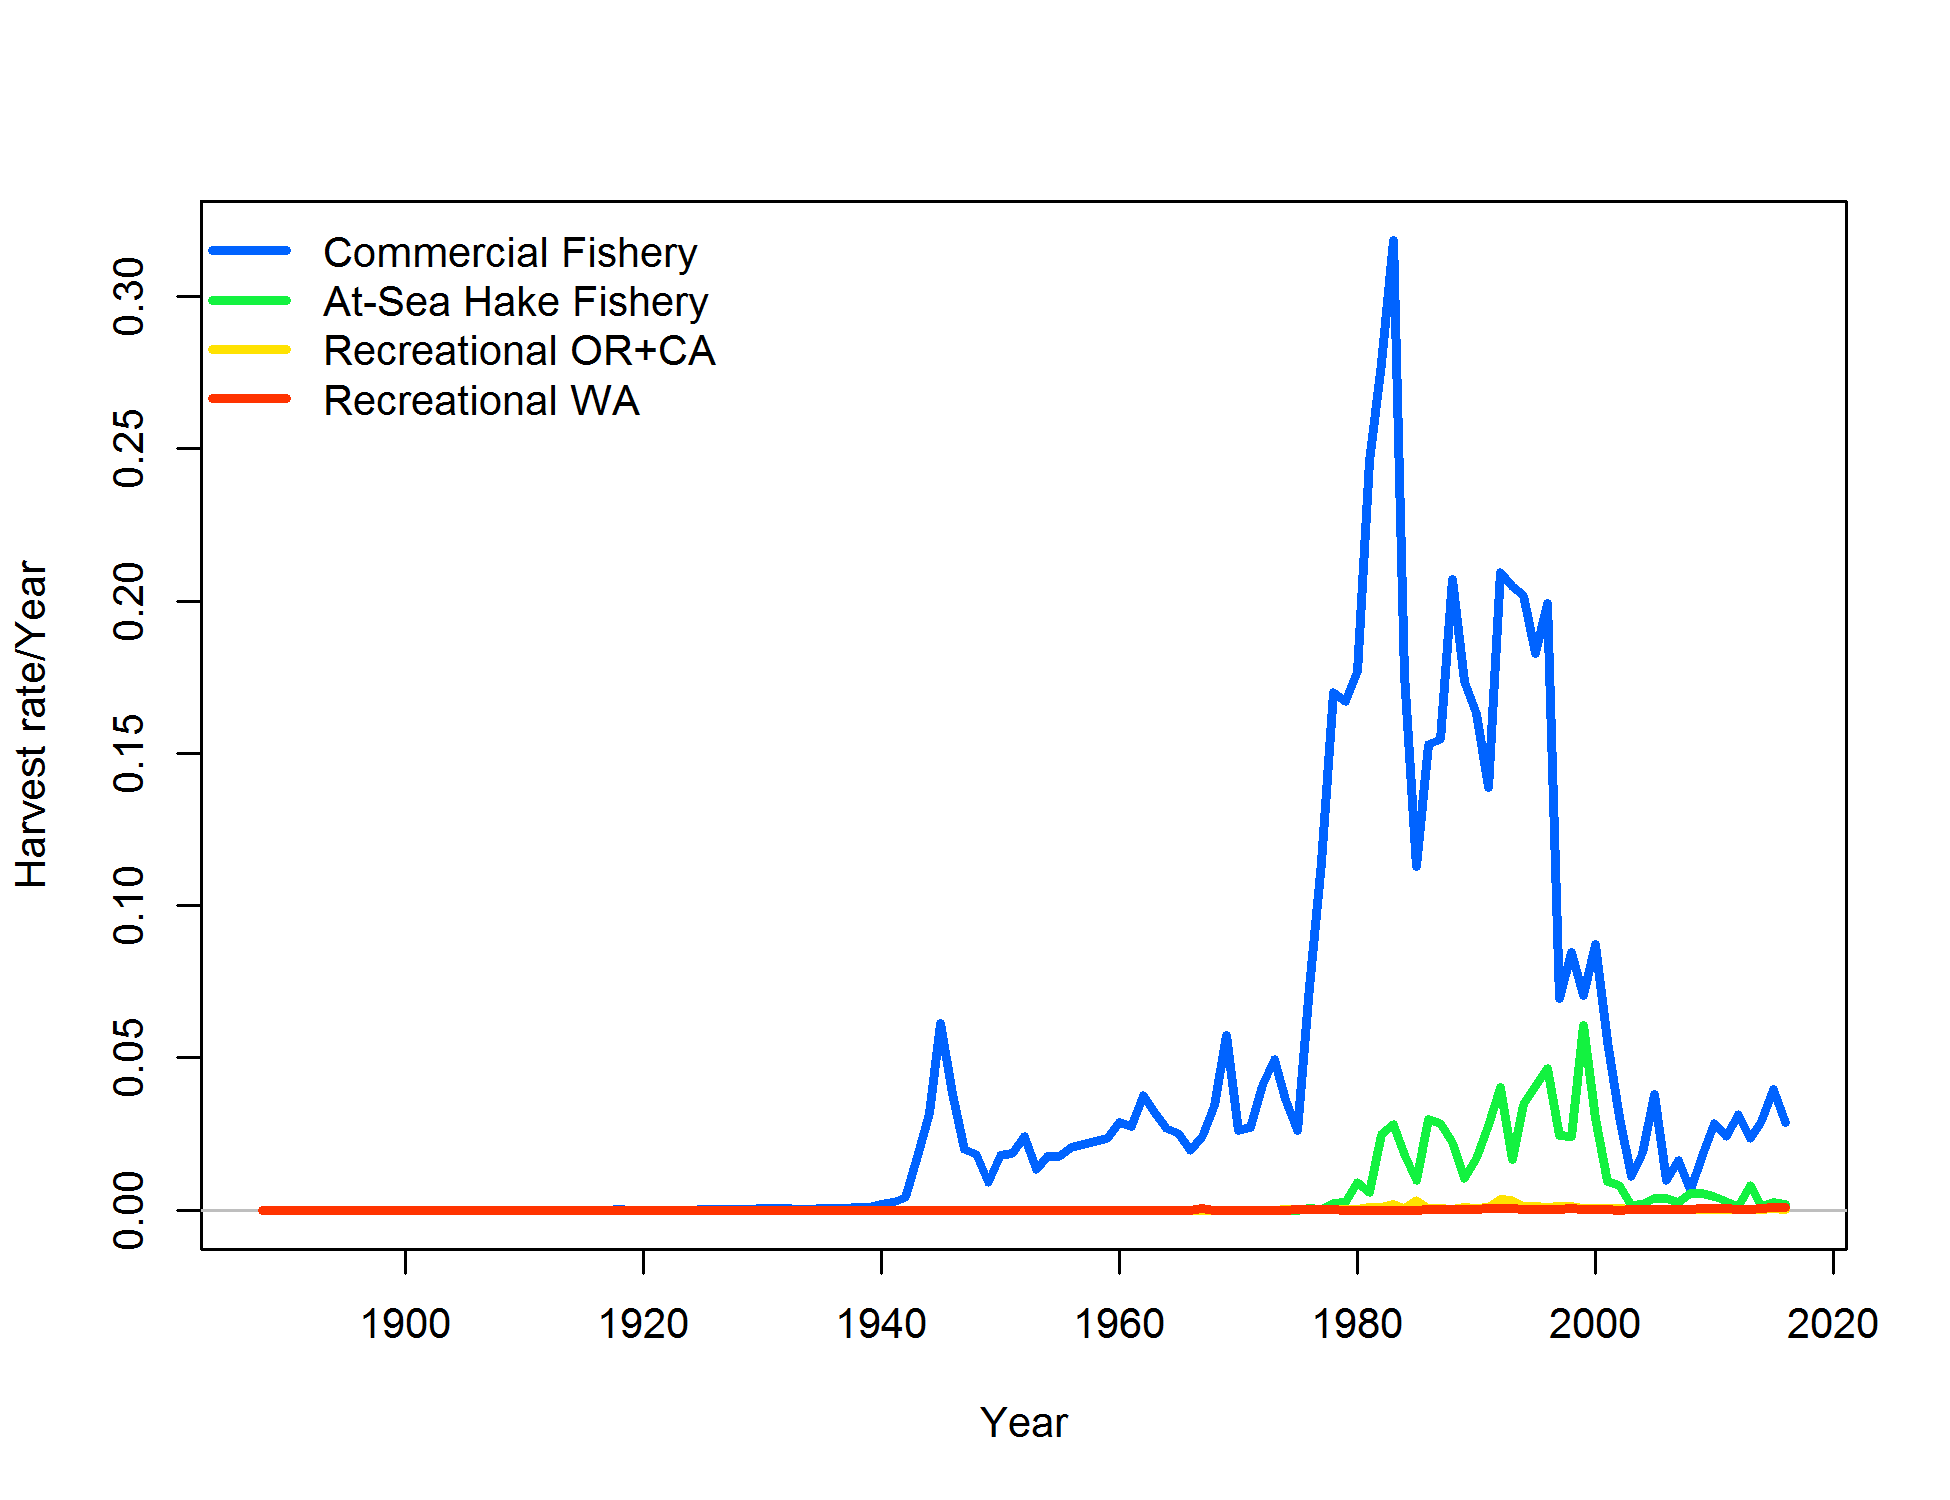 Commercial Fishery
At-Sea Hake Fishery
Recreational OR+CA
Recreational WA
Harvest rate/Year
0.30
0.25
0.20
0.15
0.10
0.05
0.00
1900 1920 1940 1960 1980 2000 2020
Year